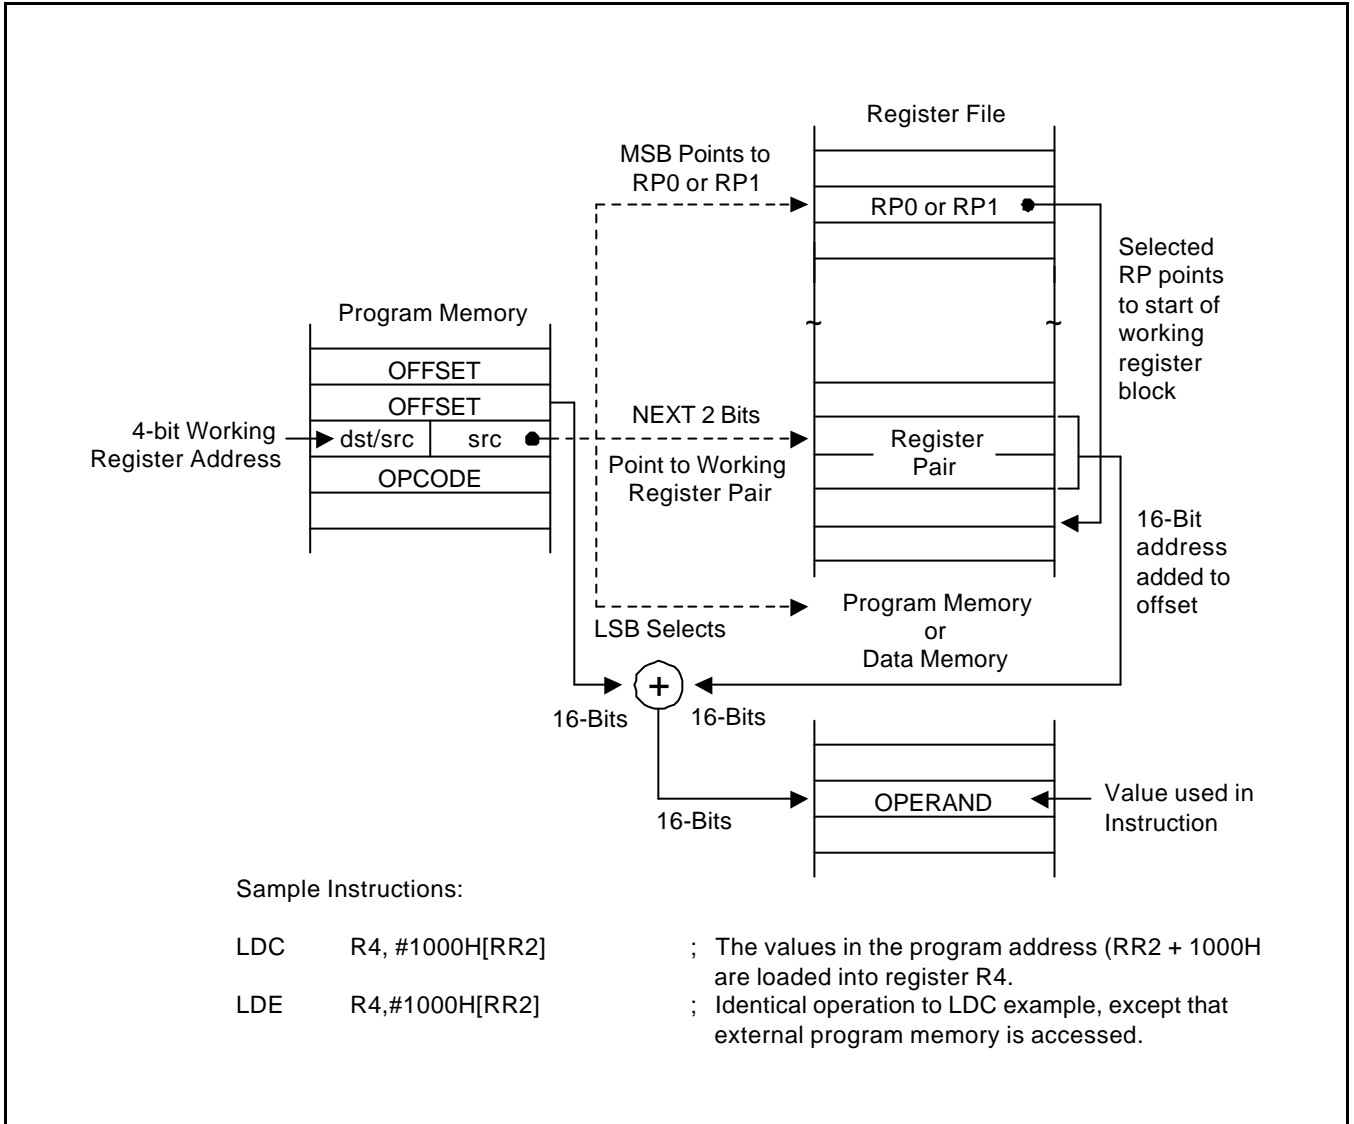 Register File
MSB Points to
RP0 or RP1
RP0 or RP1
Selected
RP points
to start of
working
register
block
~ ~
Program Memory
OFFSET
OFFSET
4-bit Working
Register Address
dst/src src
OPCODE
NEXT 2 Bits
Point to Working
Register Pair
Register
Pair
16-Bit
address
added to
offset
LSB Selects
Program Memory
or
Data Memory
+
16-Bits 16-Bits
16-Bits
OPERAND
Value used in
Instruction
Sample Instructions:
LDC R4, #1000H[RR2] ; The values in the program address (RR2 + 1000H
are loaded into register R4.
LDE R4,#1000H[RR2] ; Identical operation to LDC example, except that
external program memory is accessed.